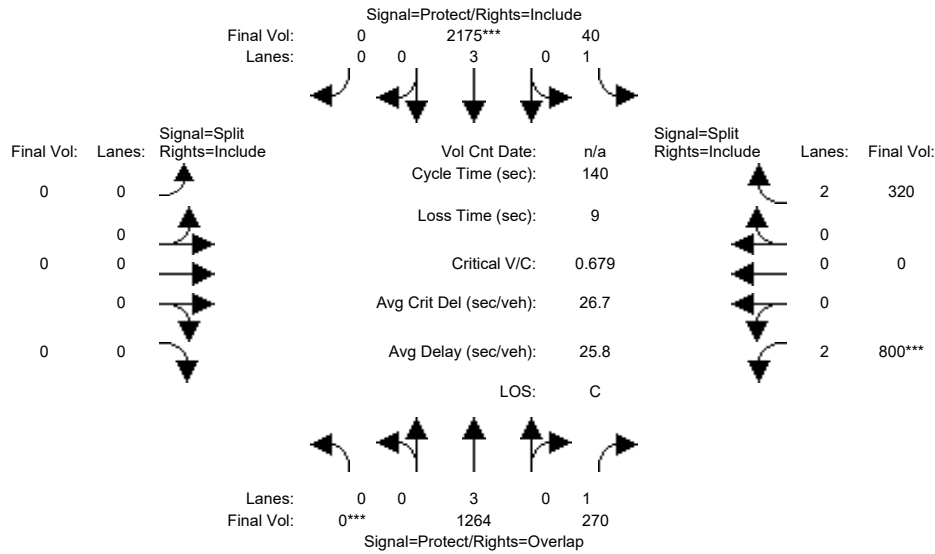 Signal=Protect/Rights=Include
Final Vol: 0 2175*** 40
Lanes: 0 0 3 0 1
Signal=Split
Final Vol: Lanes: Rights=Include
Vol Cnt Date: n/a
Signal=Split
Rights=Include Lanes: Final Vol:
Cycle Time (sec): 140
0 0
2 320
Loss Time (sec): 9
0
0
0 0
Critical V/C: 0.679
0 0
0
Avg Crit Del (sec/veh): 26.7
0
0 0
Avg Delay (sec/veh): 25.8
2 800***
LOS: C
Lanes: 0 0 3 0 1
Final Vol: 0*** 1264 270
Signal=Protect/Rights=Overlap